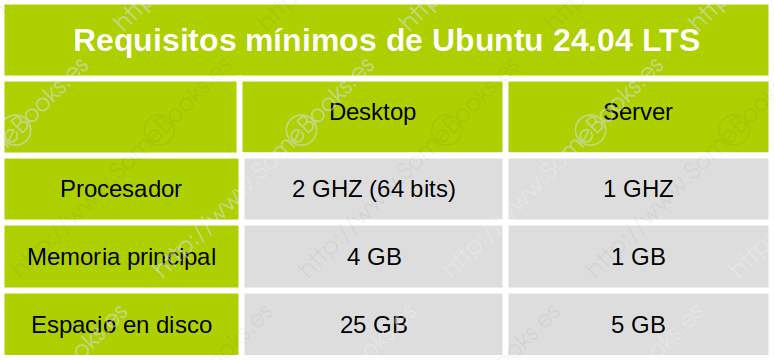 Requisitos mínimos de Ubuntu 24.04 LTS
Desktop Server
Procesador 2 GHZ (64 bits) 1 GHZ
Memoria principal 4 GB 1 GB
Espacio en disco 25 GB 5 GB
http://www.SomeBooks.es